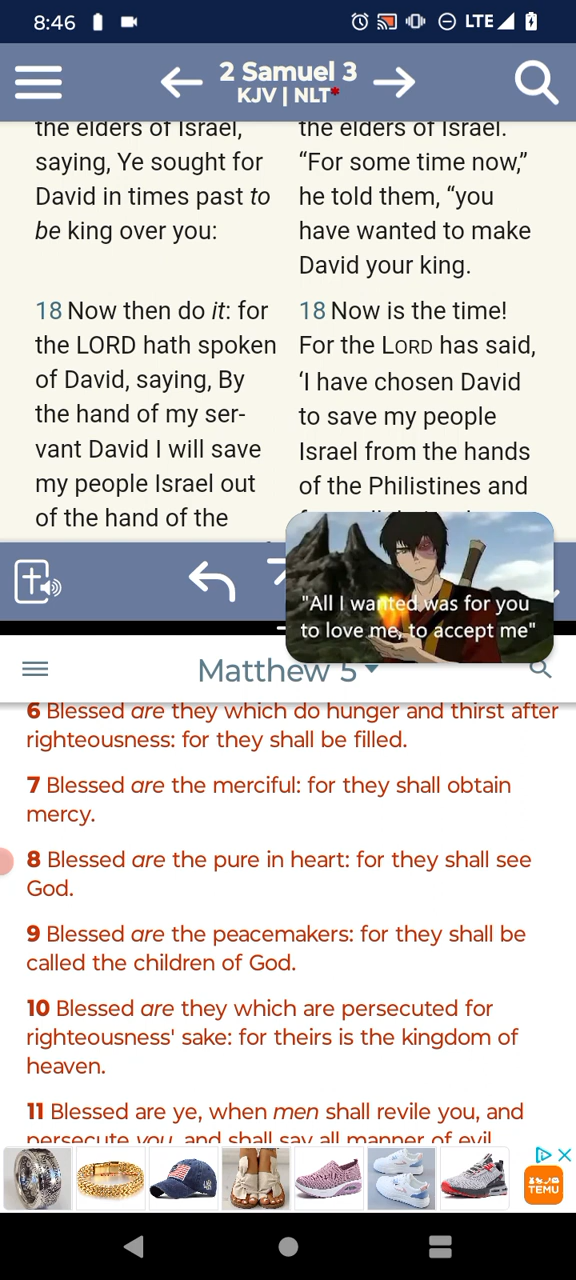 8:46
LTE
2 Samuel 3
KJV | NLT*
the elders of Israel,
saying, Ye sought for
David in times past to
be king over you:
18 Now then do it: for
the LORD hath spoken
of David, saying, By
the hand of my ser-
vant David I will save
my people Israel out
of the hand of the
the elders of Israel.
“For some time now,”
he told them, “you
have wanted to make
David your king.
18 Now is the time!
For the LORD has said,
‘I have chosen David
to save my people
Israel from the hands
of the Philistines and
"All I wanted was for you
to love me, to accept me"
Matthew 5
6 Blessed are they which do hunger and thirst after
righteousness: for they shall be filled.
7 Blessed are the merciful: for they shall obtain
mercy.
8 Blessed are the pure in heart: for they shall see
God.
9 Blessed are the peacemakers: for they shall be
called the children of God.
10 Blessed are they which are persecuted for
righteousness' sake: for theirs is the kingdom of
heaven.
11 Blessed are ye, when men shall revile you, and
persecute you, and shall say all manner of evil
TEMU